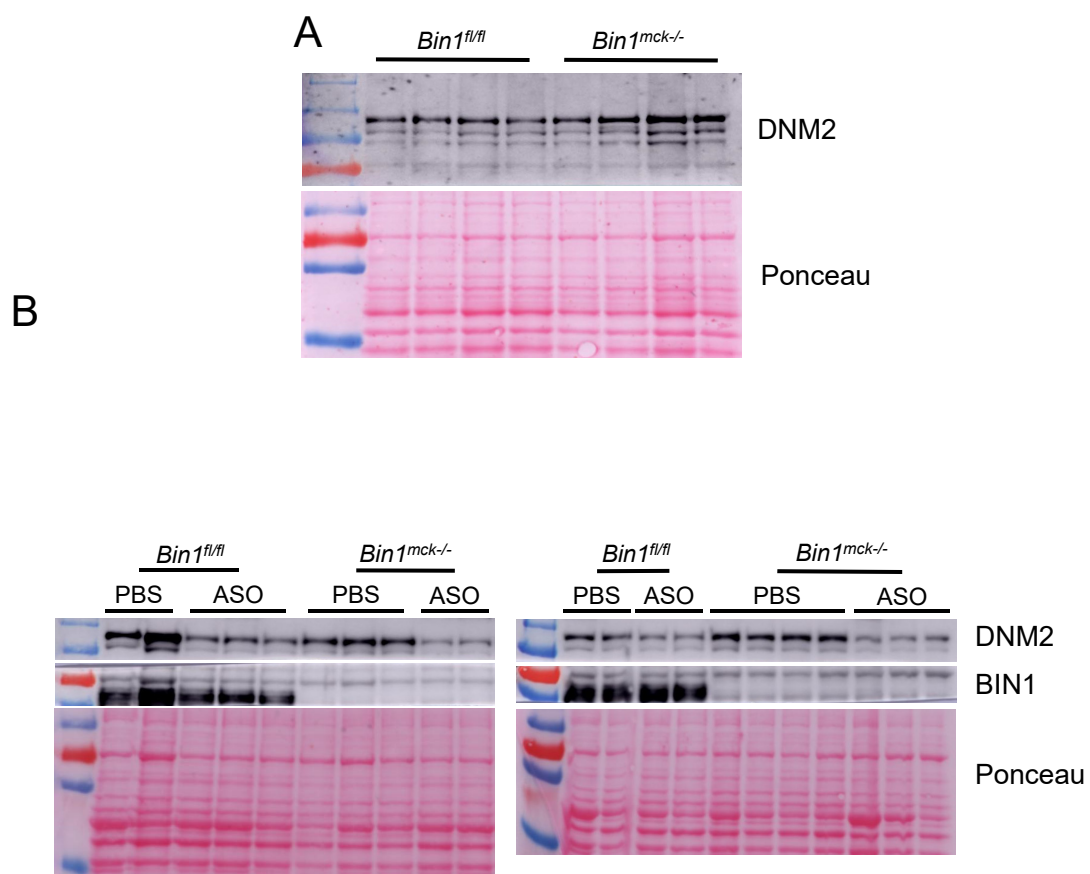 A
Bin1fl/fl Bin1mck-/-
DNM2
Ponceau
B
Bin1fl/fl Bin1mck-/- Bin1fl/fl Bin1mck-/-
PBS ASO PBS ASO PBS ASO PBS ASO
DNM2
BIN1
Ponceau